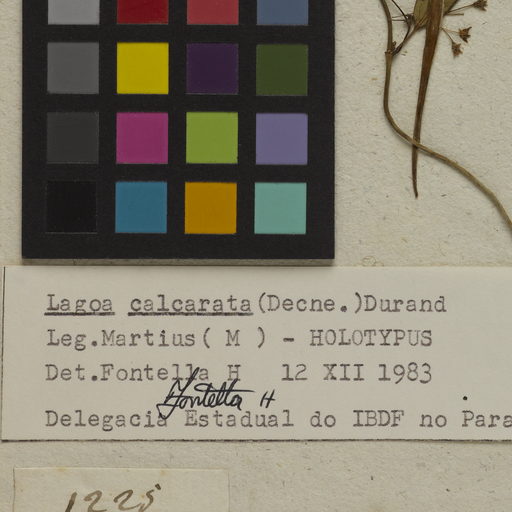 Lagoa calcarata (Decne.) Durand
Leg. Martius ( M ) - HOLOTYPUS
Det. Fontella H 12 XII 1983
Fontella H
Delegacia Estadual do IBDF no Para
1225